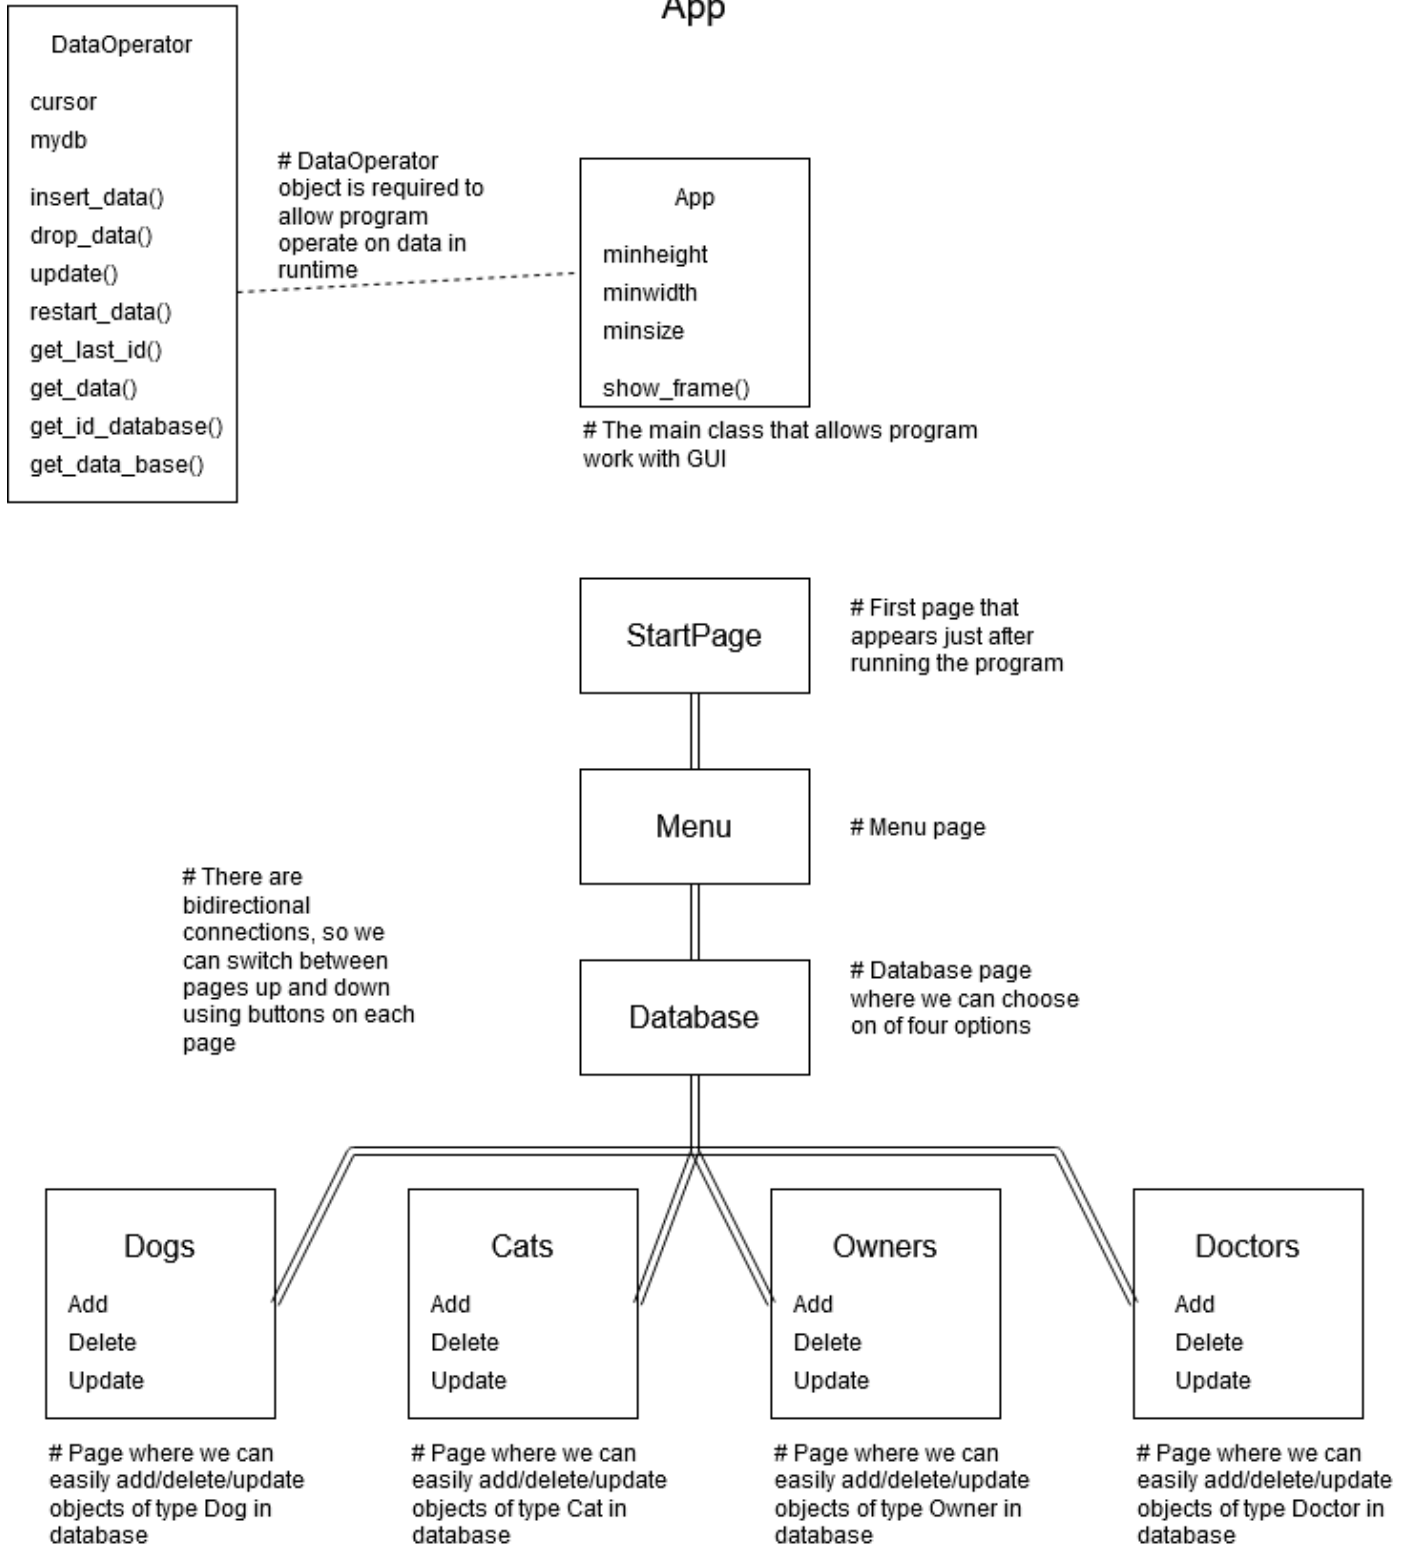 App
DataOperator
cursor
mydb
insert_data()
drop_data()
update()
restart_data()
get_last_id()
get_data()
get_id_database()
get_data_base()
# DataOperator
object is required to
allow program
operate on data in
runtime
App
minheight
minwidth
minsize
show_frame()
# The main class that allows program
work with GUI
StartPage
# First page that
appears just after
running the program
Menu
# Menu page
# There are
bidirectional
connections, so we
can switch between
pages up and down
using buttons on each
page
Database
# Database page
where we can choose
on of four options
Dogs
Add
Delete
Update
# Page where we can
easily add/delete/update
objects of type Dog in
database
Cats
Add
Delete
Update
# Page where we can
easily add/delete/update
objects of type Cat in
database
Owners
Add
Delete
Update
# Page where we can
easily add/delete/update
objects of type Owner in
database
Doctors
Add
Delete
Update
# Page where we can
easily add/delete/update
objects of type Doctor in
database